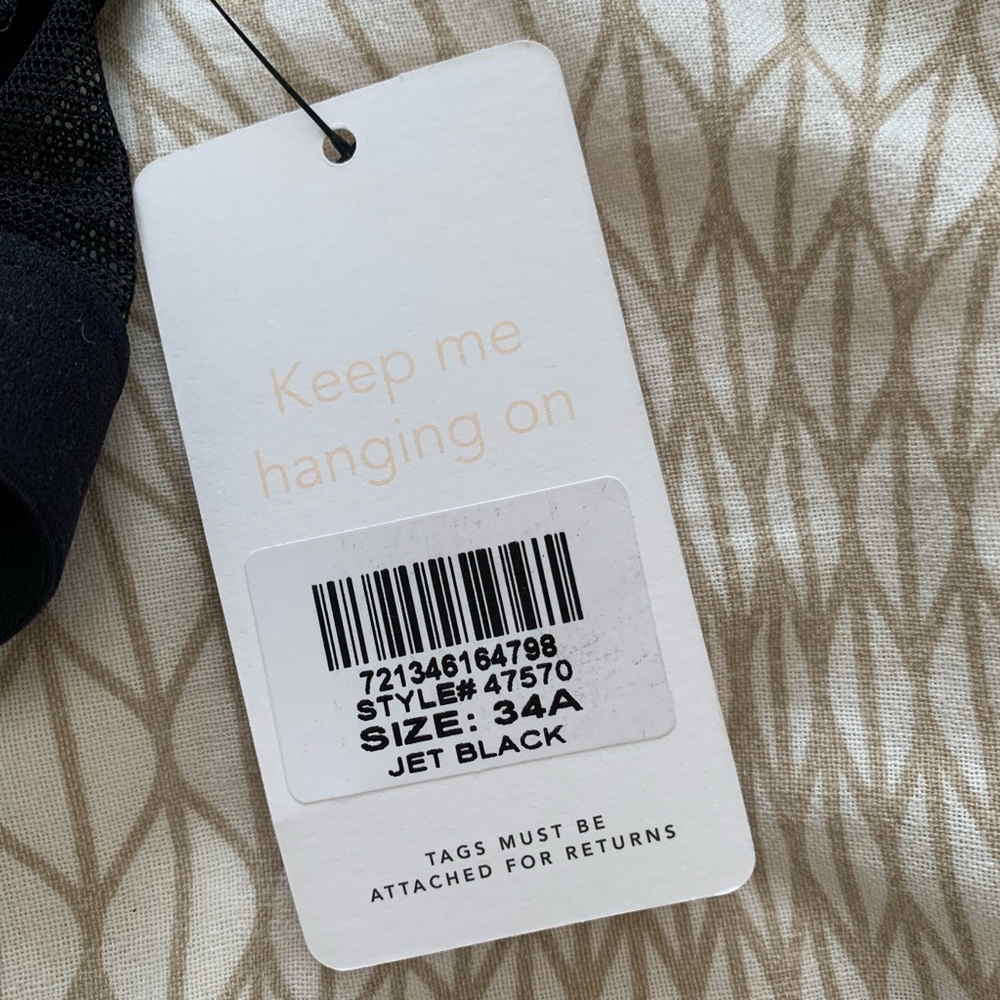 Keep me
hanging on
721346164798
STYLE# 47570
SIZE: 34A
JET BLACK
TAGS MUST BE
ATTACHED FOR RETURNS